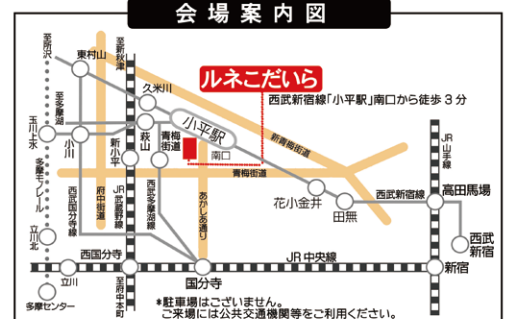 会場案内図
至所沢
至新秋津
東村山
久米川
ルネこだいら
西武新宿線「小平駅」南口から徒歩3分
至多摩湖
小平駅
新青梅街道
玉川上水
小川
萩山
青梅街道
新小平
南口
青梅街道
JR山手線
多摩モノレール
西武国分寺線
府中街道
JR武蔵野線
西武多摩湖線
あかしあ通り
花小金井
田無
西武新宿線
高田馬場
立川北
西武新宿
西国分寺
JR中央線
立川
国分寺
新宿
多摩センター
至府中本町
*駐車場はございません。
ご来場には公共交通機関等をご利用ください。